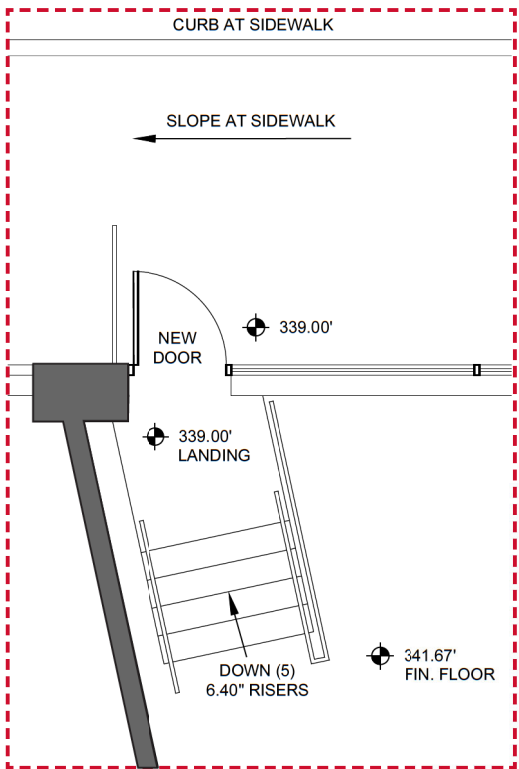 CURB AT SIDEWALK
SLOPE AT SIDEWALK
NEW
DOOR
339.00'
339.00'
LANDING
DOWN (5)
6.40" RISERS
341.67'
FIN. FLOOR